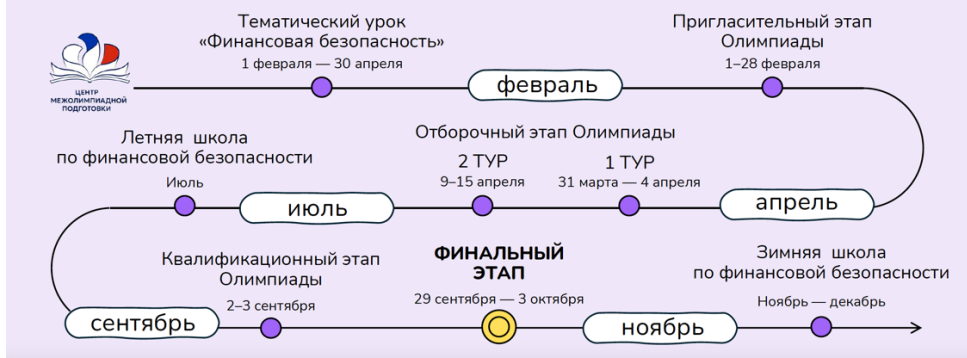 Тематический урок
«Финансовая безопасность»
1 февраля — 30 апреля
февраль
Пригласительный этап
Олимпиады
1–28 февраля
ЦЕНТР
МЕЖОЛИМПИАДНОЙ
ПОДГОТОВКИ
Летняя школа
по финансовой безопасности
Июль
июль
Отборочный этап Олимпиады
2 ТУР
9–15 апреля
1 ТУР
31 марта — 4 апреля
апрель
Квалификационный этап
Олимпиады
2–3 сентября
сентябрь
ФИНАЛЬНЫЙ
ЭТАП
29 сентября — 3 октября
ноябрь
Зимняя школа
по финансовой безопасности
Ноябрь — декабрь